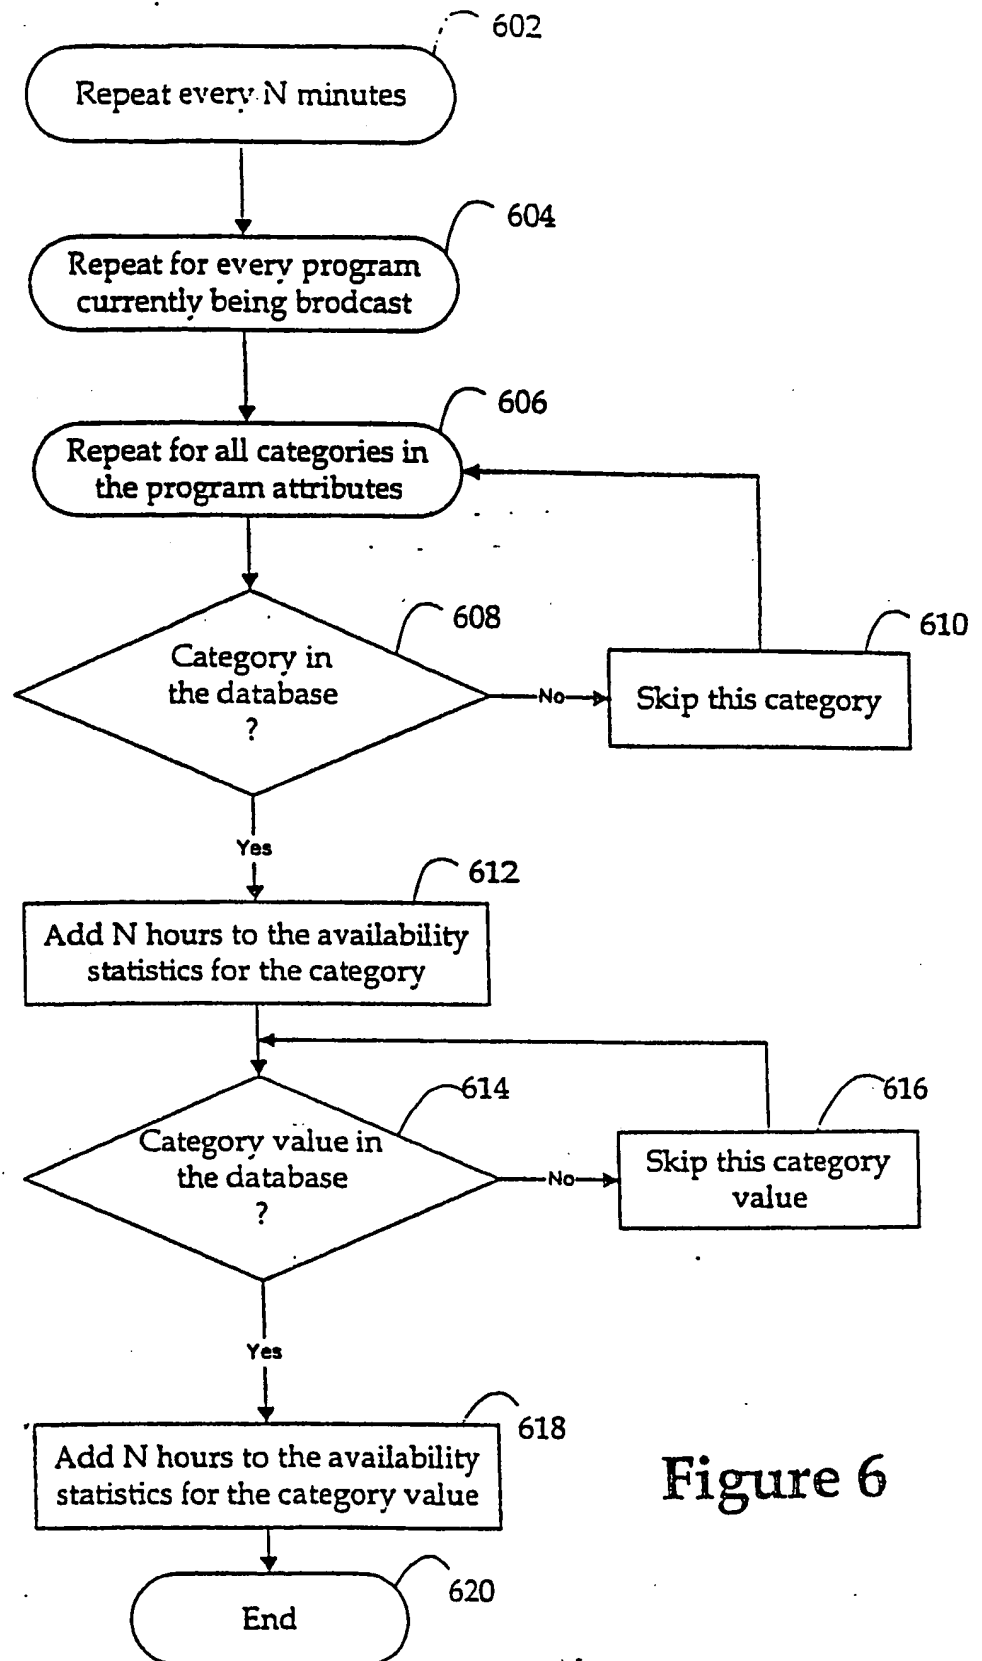 602
Repeat every N minutes
604
Repeat for every program
currently being brodcast
606
Repeat for all categories in
the program attributes
608
Category in
the database
?
No
610
Skip this category
Yes
612
Add N hours to the availability
statistics for the category
614
Category value in
the database
?
No
616
Skip this category
value
Yes
618
Add N hours to the availability
statistics for the category value
Figure 6
620
End